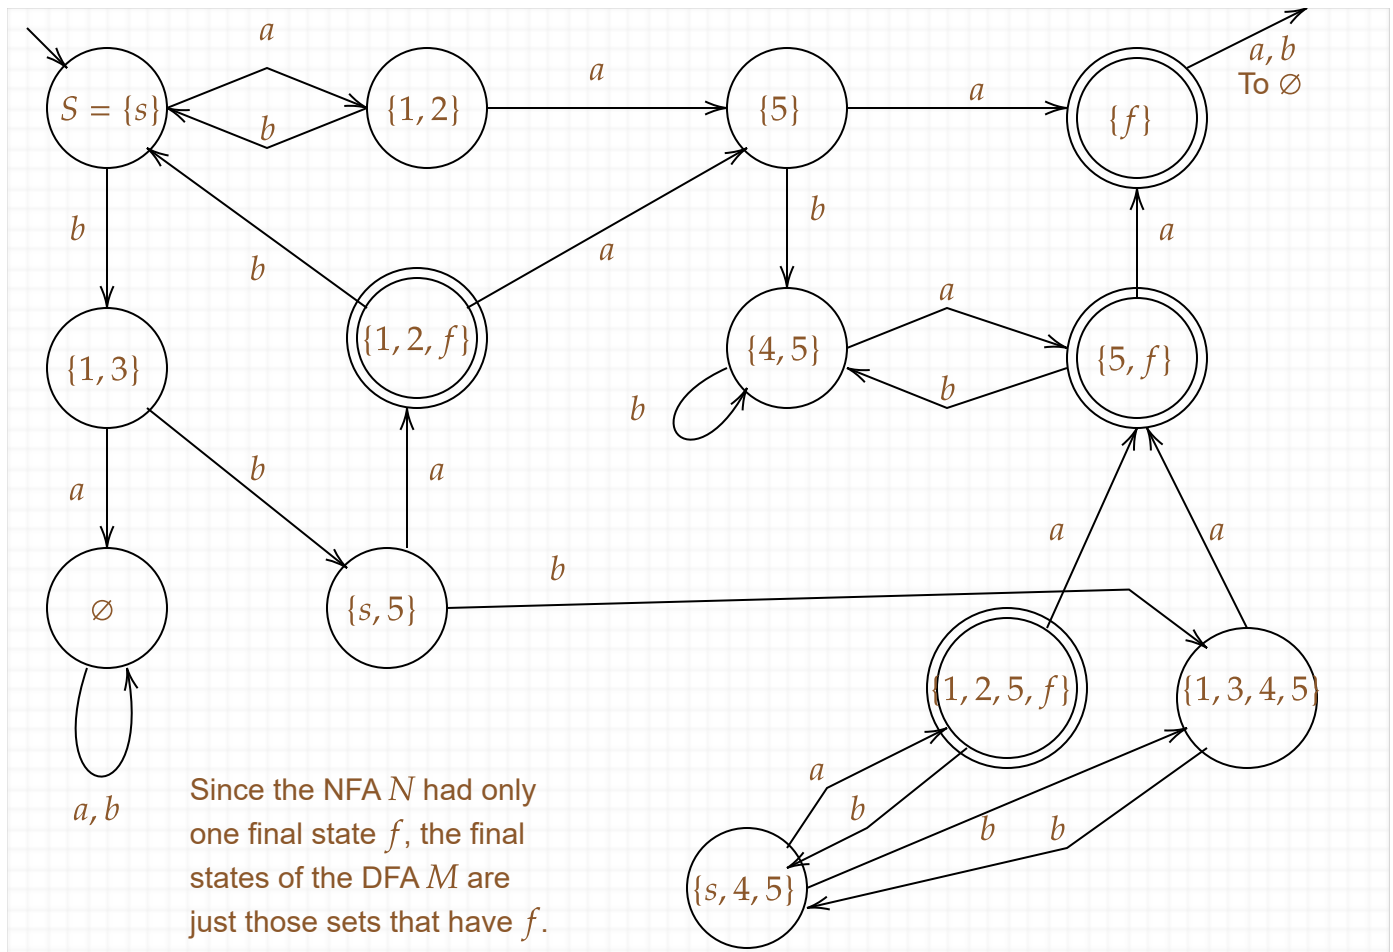 a
a
a
a, b
To ∅
S = {s}
{1, 2}
{5}
{f}
b
b
b
a
b
a
a
{1, 3}
{1, 2, f}
{4, 5}
{5, f}
b
b
a
b
a
a
a
b
∅
{s, 5}
{1, 2, 5, f}
{1, 3, 4, 5}
a, b
a
b
b
b
{s, 4, 5}
Since the NFA N had only
one final state f, the final
states of the DFA M are
just those sets that have f.